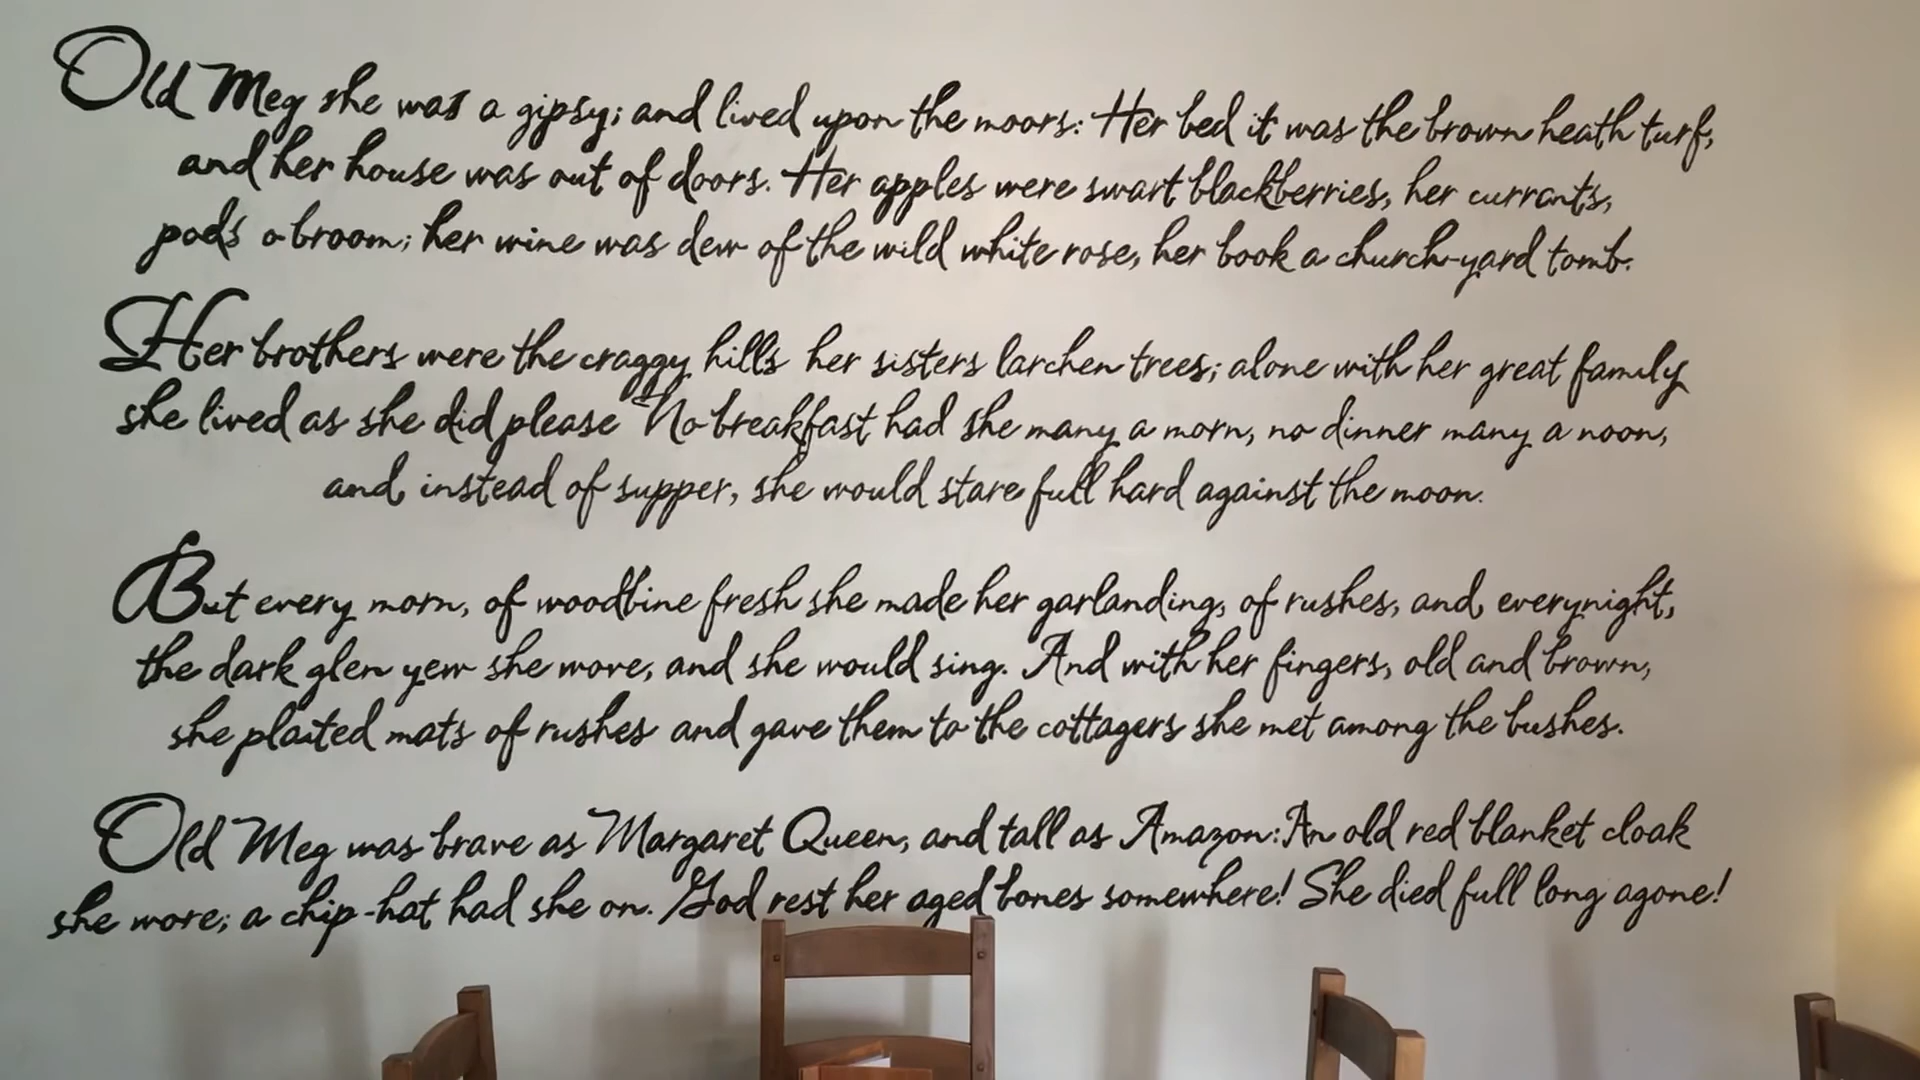 Old Meg she was a gipsy; and lived upon the moors: Her bed it was the brown heath turf,
and her house was out of doors. Her apples were swart blackberries, her currants,
pods o broom; her wine was dew of the wild white rose, her book a church-yard tomb.
Her brothers were the craggy hills her sisters larchen trees; alone with her great family
she lived as she did please No breakfast had she many a morn, no dinner many a noon,
and, instead of supper, she would stare full hard against the moon.
But every morn, of woodbine fresh she made her garlanding, of rushes, and, everynight,
the dark glen yew she wove, and she would sing. And with her fingers, old and brown,
she plaited mats of rushes and gave them to the cottagers she met among the bushes.
Old Meg was brave as Margaret Queen, and tall as Amazon: An old red blanket cloak
she wore; a chip-hat had she on. God rest her aged bones somewhere! She died full long agone!